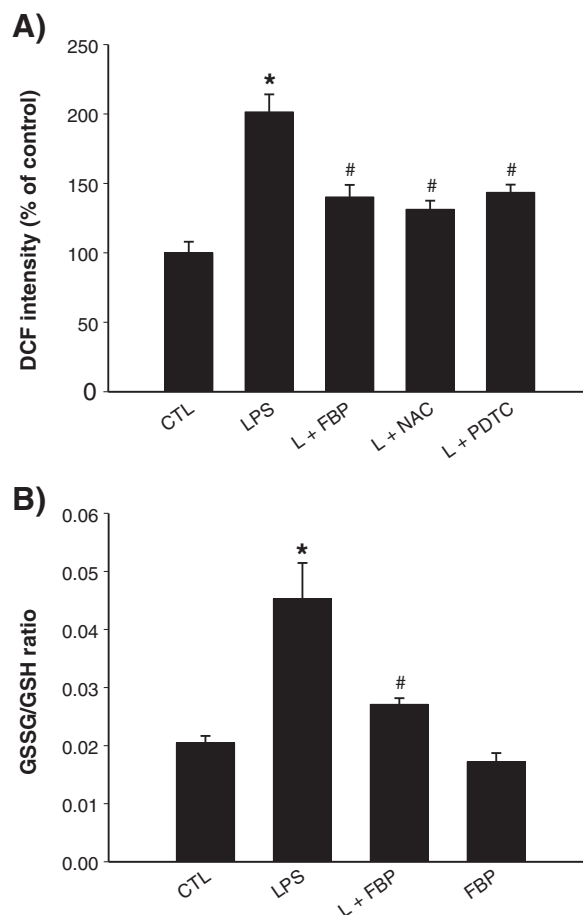 A)
DCF intensity (% of control)
250
200
150
100
50
0
*
#
#
#
CTL
LPS
L + FBP
L + NAC
L + PDTC
B)
GSSG/GSH ratio
0.06
0.05
0.04
0.03
0.02
0.01
0.00
*
#
CTL
LPS
L + FBP
FBP